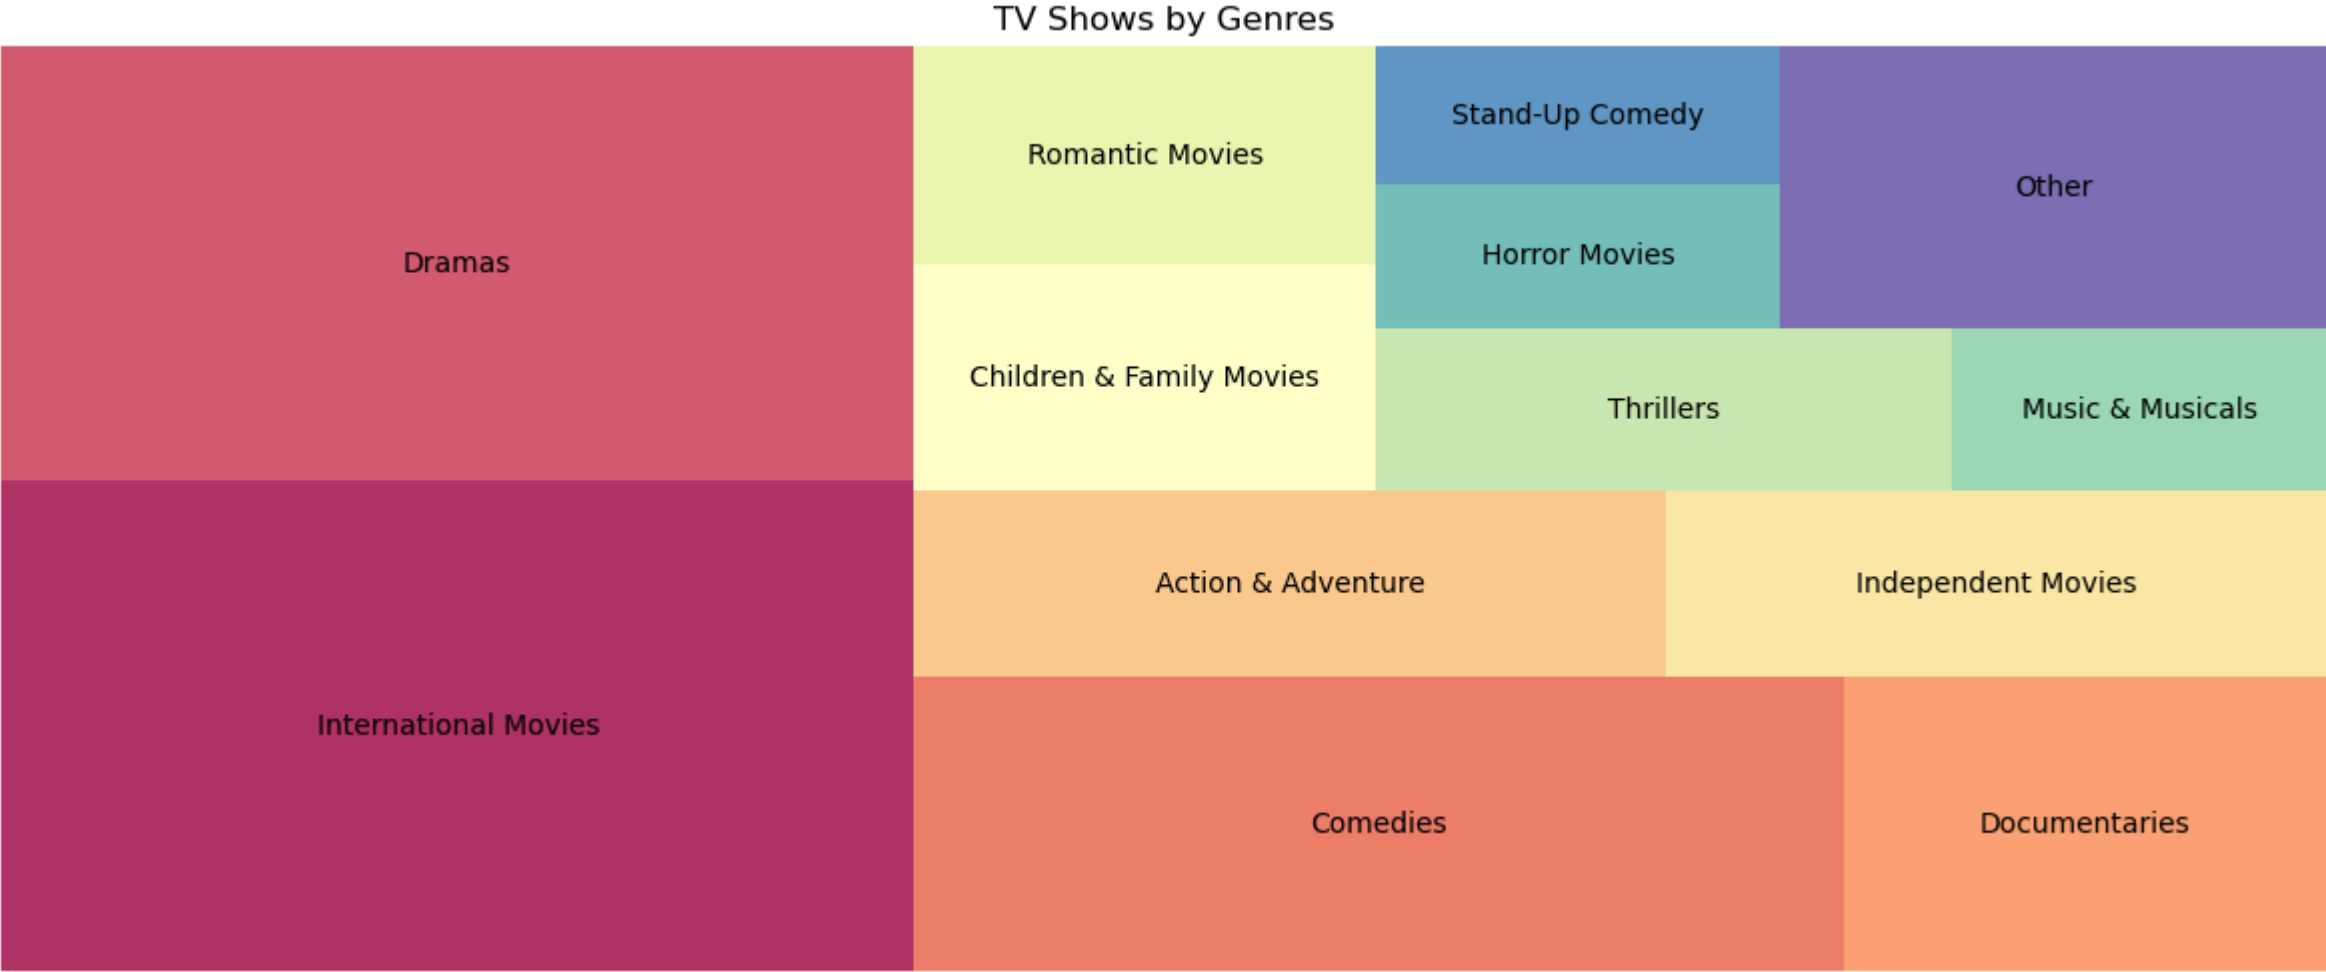 TV Shows by Genres
Dramas
International Movies
Romantic Movies
Children & Family Movies
Stand-Up Comedy
Horror Movies
Other
Thrillers
Music & Musicals
Action & Adventure
Independent Movies
Comedies
Documentaries